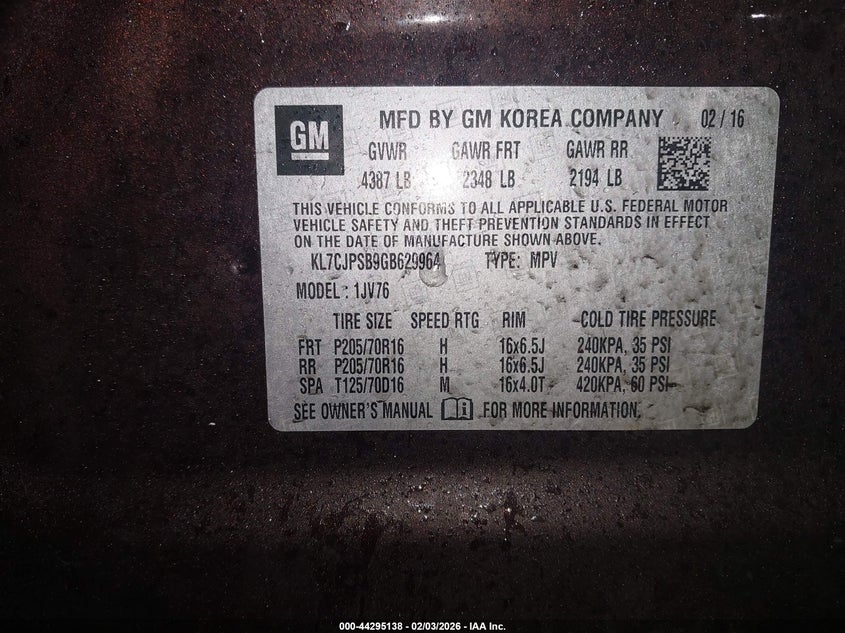 GM MFD BY GM KOREA COMPANY 02 / 16
GVWR GAWR FRT GAWR RR
4387 LB 2348 LB 2194 LB
THIS VEHICLE CONFORMS TO ALL APPLICABLE U.S. FEDERAL MOTOR
VEHICLE SAFETY AND THEFT PREVENTION STANDARDS IN EFFECT
ON THE DATE OF MANUFACTURE SHOWN ABOVE.
KL7CJPSB9GB629964 TYPE: MPV
MODEL : 1JV76
TIRE SIZE SPEED RTG RIM COLD TIRE PRESSURE
FRT P205/70R16 H 16x6.5J 240KPA, 35 PSI
RR P205/70R16 H 16x6.5J 240KPA, 35 PSI
SPA T125/70D16 M 16x4.0T 420KPA, 60 PSI
SEE OWNER'S MANUAL FOR MORE INFORMATION.
000-44295138 - 02/03/2026 - IAA Inc.